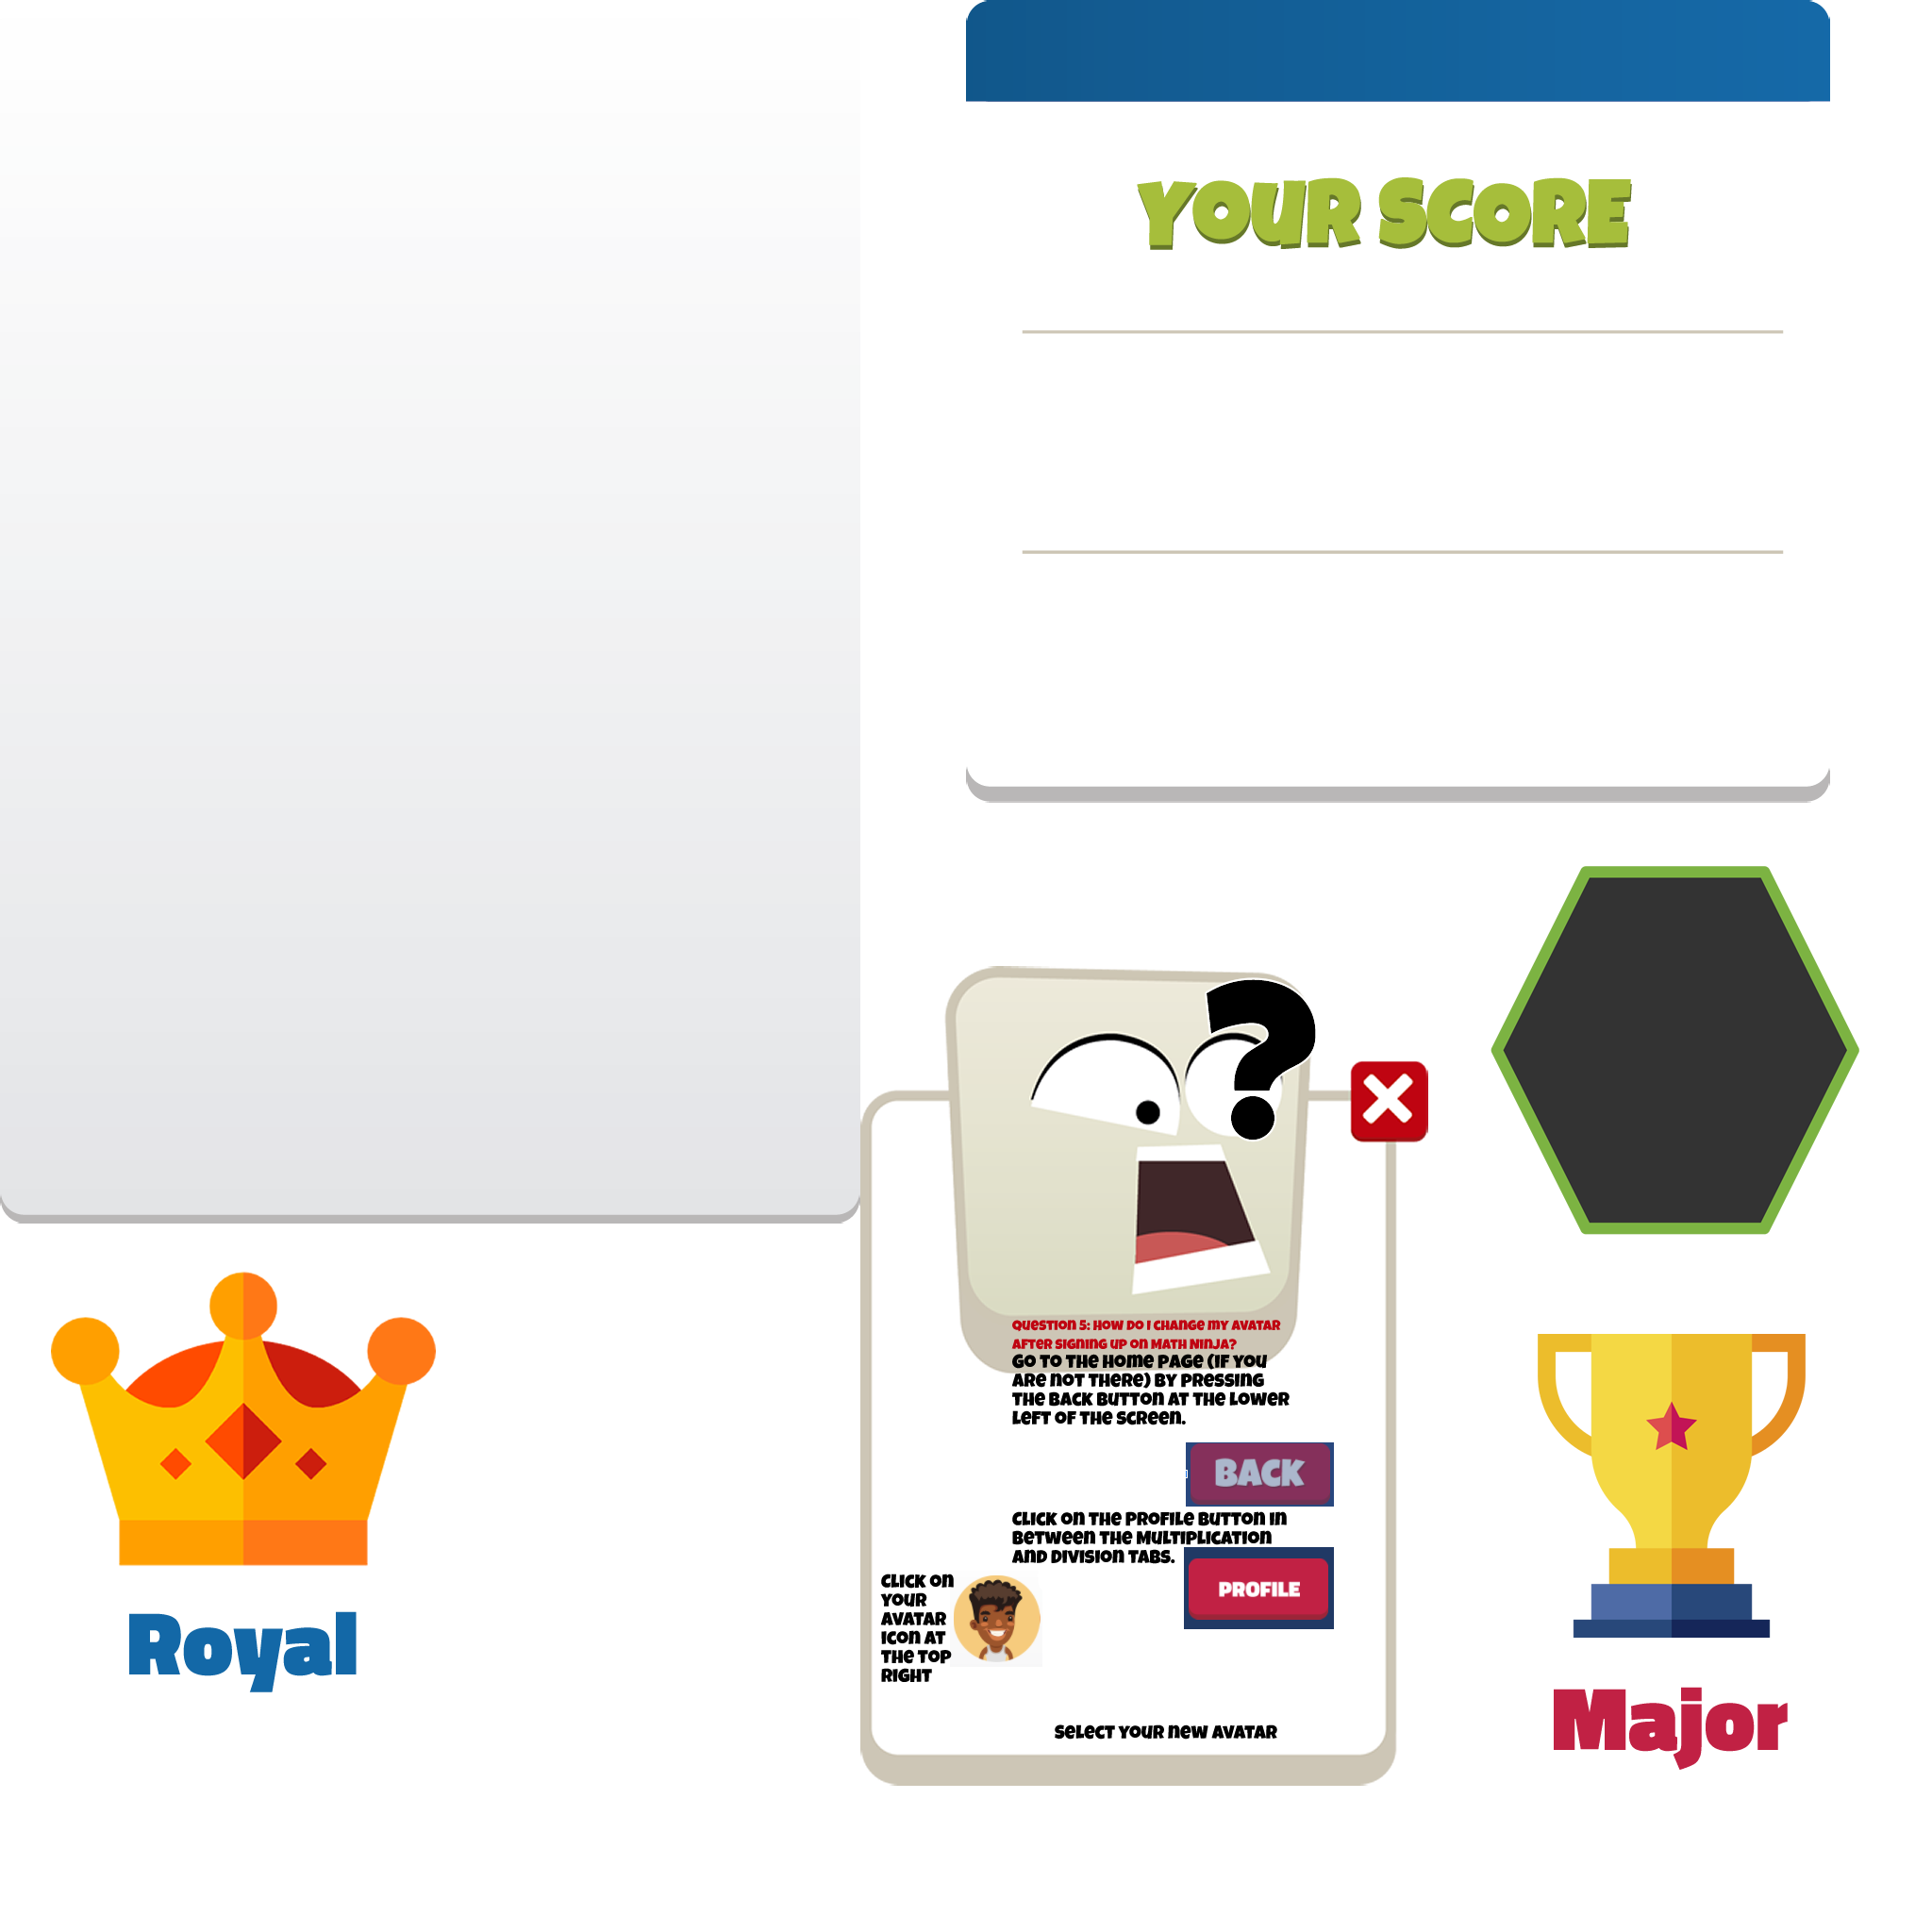 YOUR SCORE
?
Question 5: How do I change my avatar
after signing up on Math Ninja?
Go to the home page (if you
are not there) by pressing
the back button at the lower
left of the screen.
BACK
Click on the profile button in
between the multiplication
and division tabs.
PROFILE
Click on
your
avatar
icon at
the top
right
Select your new avatar
Royal
Major